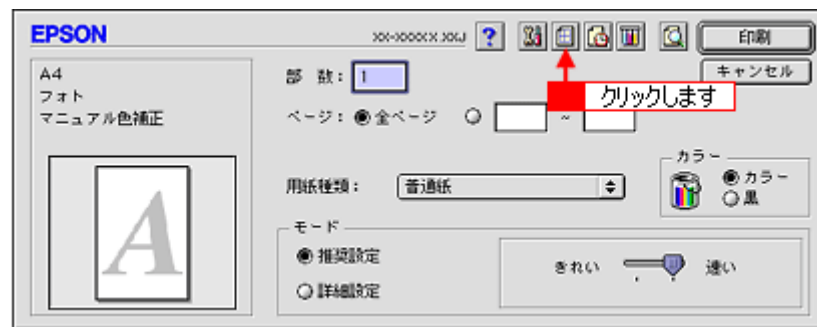 EPSON
XX-XXXXX.XXJ
?
印刷
A4
フォト
マニュアル色補正
部 数: 1
キャンセル
クリックします
ページ: 全ページ ~
用紙種類: 普通紙
カラー
カラー
黒
モード
推奨設定
詳細設定
きれい 速い
A